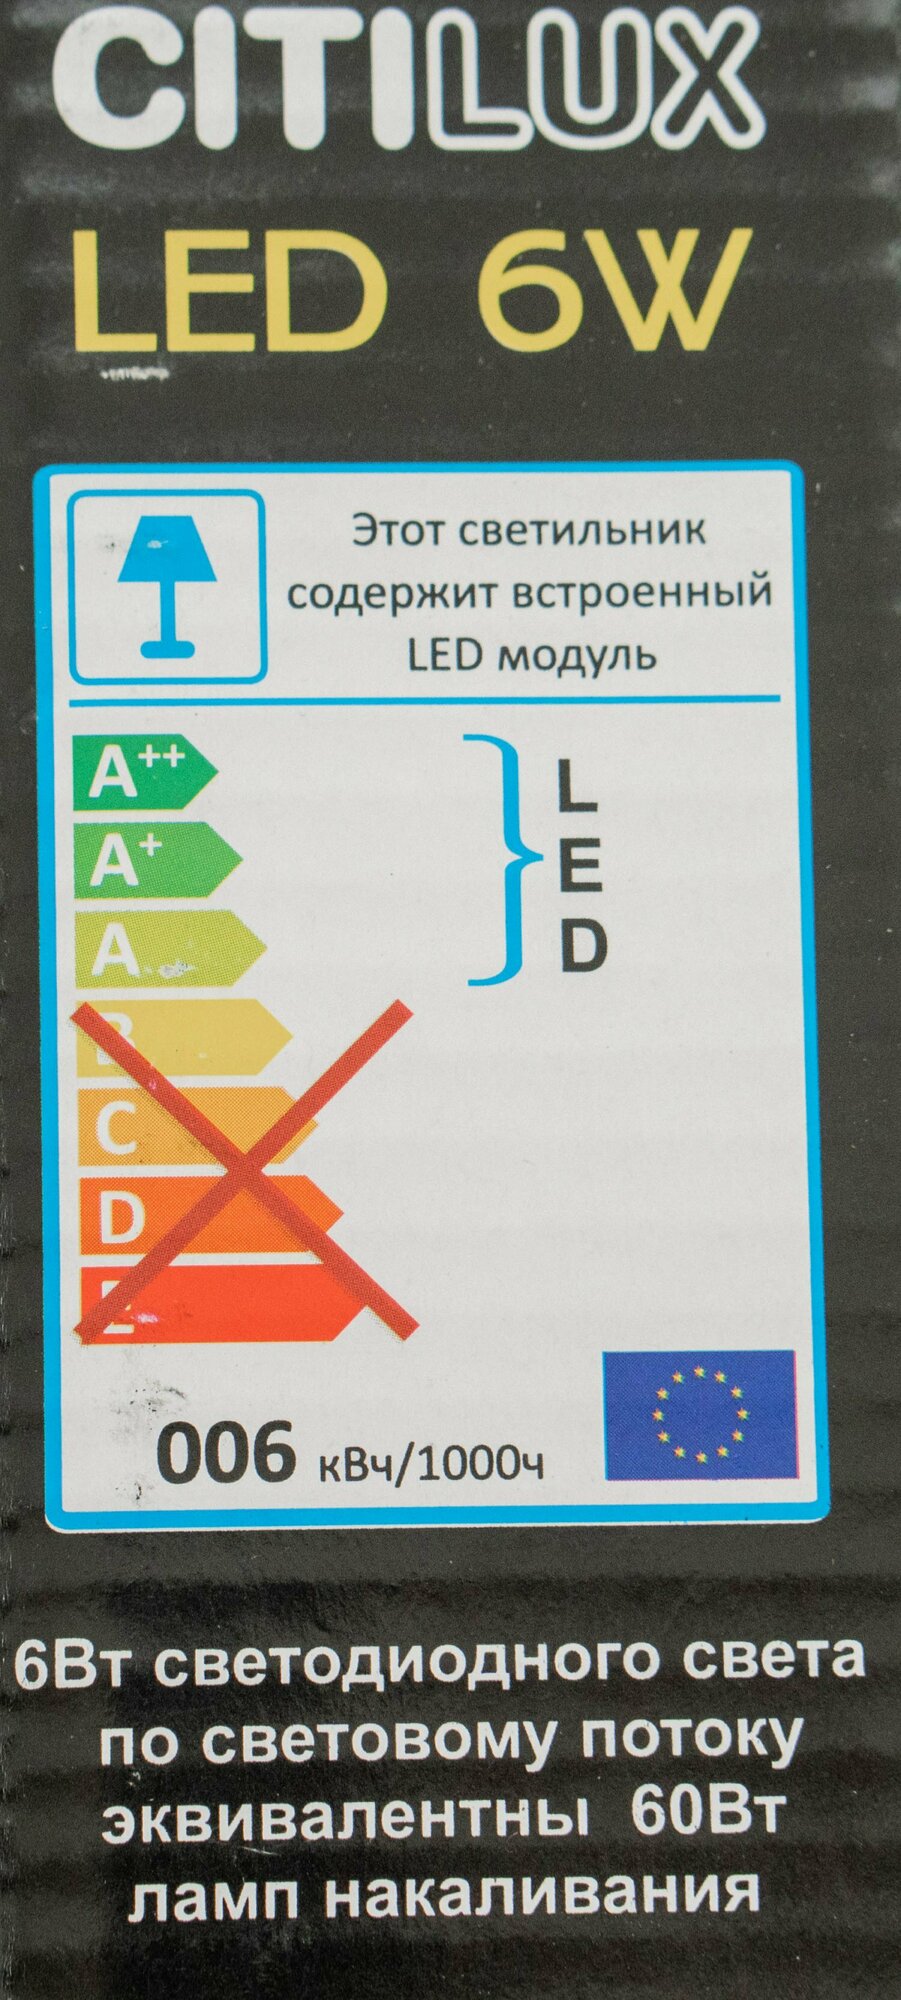 CITILUX
LED 6W
Этот светильник
содержит встроенный
LED модуль
A++
A+
A
B
C
D
E
L
E
D
006 кВч/1000ч
6Вт светодиодного света
по световому потоку
эквивалентны 60Вт
ламп накаливания